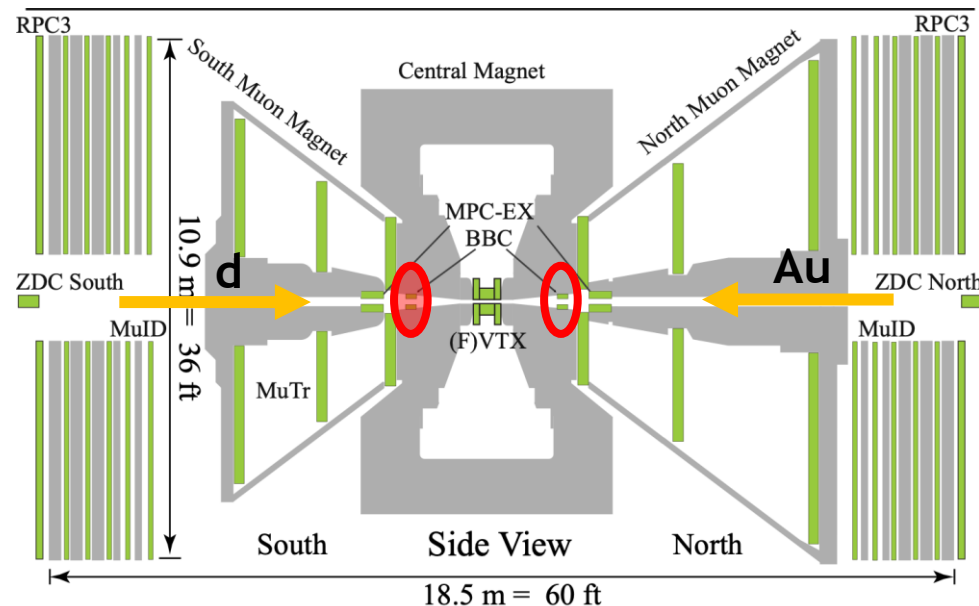 RPC3
RPC3
South Muon Magnet
Central Magnet
North Muon Magnet
MPC-EX
BBC
10.9 m = 36 ft
ZDC South
d
Au
ZDC North
MuID
(F)VTX
MuID
MuTr
South
Side View
North
18.5 m = 60 ft